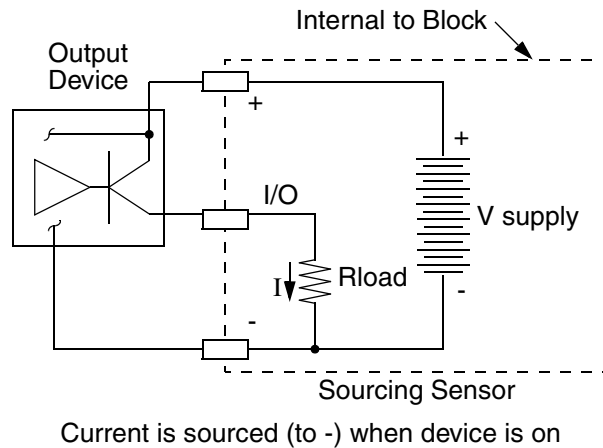 Internal to Block
Output
Device
+
+
I/O
V supply
I
Rload
-
-
Sourcing Sensor
Current is sourced (to -) when device is on